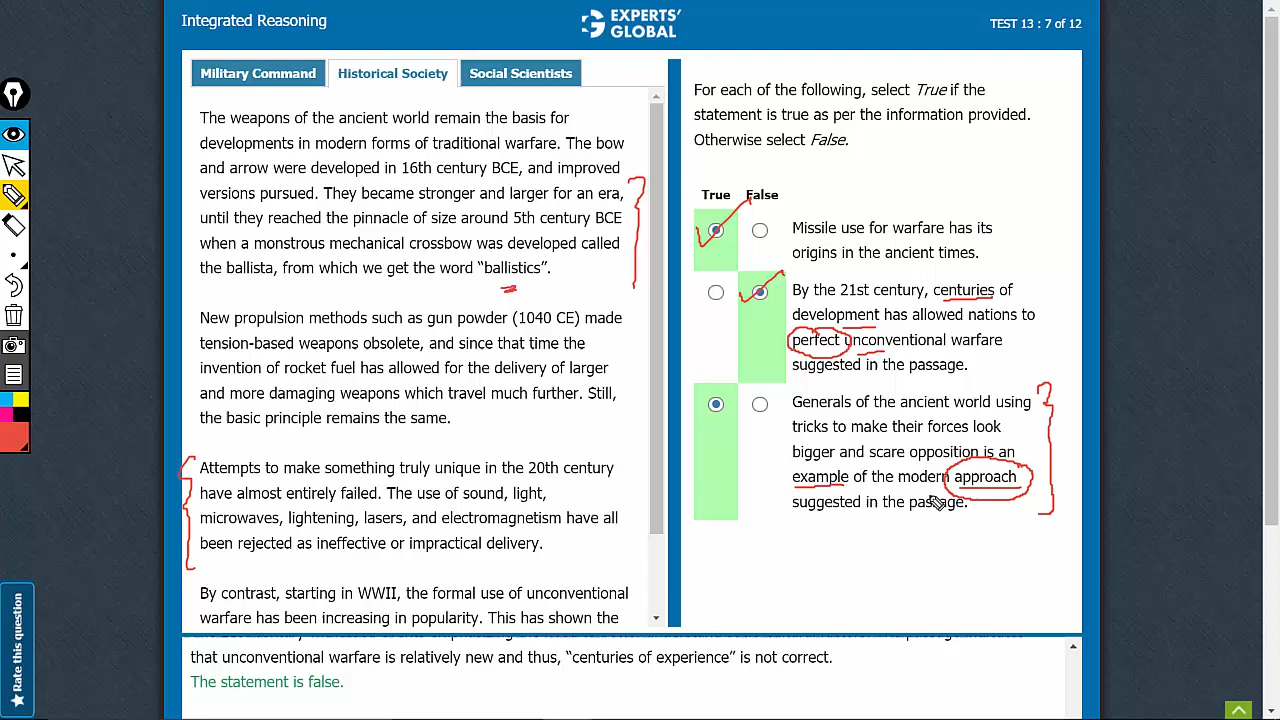 Integrated Reasoning
EXPERTS'
GLOBAL
TEST 13 : 7 of 12
Military Command
Historical Society
Social Scientists
The weapons of the ancient world remain the basis for
developments in modern forms of traditional warfare. The bow
and arrow were developed in 16th century BCE, and improved
versions pursued. They became stronger and larger for an era,
until they reached the pinnacle of size around 5th century BCE
when a monstrous mechanical crossbow was developed called
the ballista, from which we get the word “ballistics”.
New propulsion methods such as gun powder (1040 CE) made
tension-based weapons obsolete, and since that time the
invention of rocket fuel has allowed for the delivery of larger
and more damaging weapons which travel much further. Still,
the basic principle remains the same.
Attempts to make something truly unique in the 20th century
have almost entirely failed. The use of sound, light,
microwaves, lightening, lasers, and electromagnetism have all
been rejected as ineffective or impractical delivery.
By contrast, starting in WWII, the formal use of unconventional
warfare has been increasing in popularity. This has shown the
For each of the following, select True if the
statement is true as per the information provided.
Otherwise select False.
True False
Missile use for warfare has its
origins in the ancient times.
By the 21st century, centuries of
development has allowed nations to
perfect unconventional warfare
suggested in the passage.
Generals of the ancient world using
tricks to make their forces look
bigger and scare opposition is an
example of the modern approach
suggested in the passage.
that unconventional warfare is relatively new and thus, “centuries of experience” is not correct.
The statement is false.
Rate this question